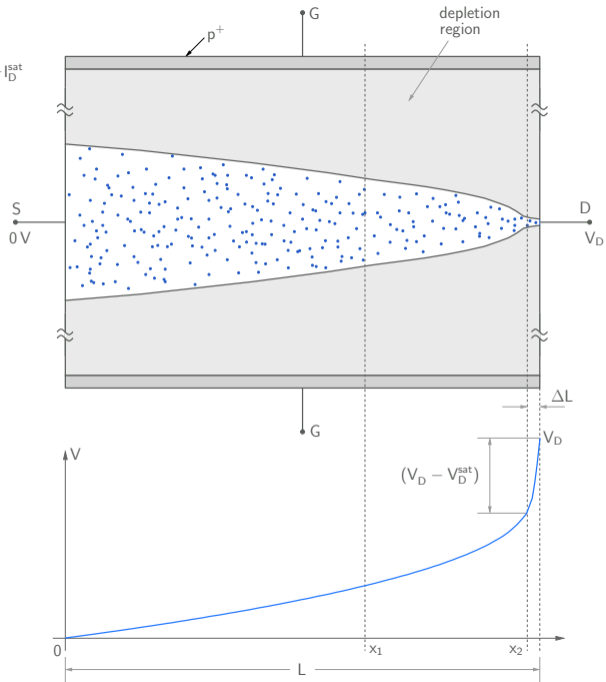 G
depletion
region
p⁺
I_D^sat
S
0 V
D
V_D
G
ΔL
V
V_D
(V_D − V_D^sat)
0
x₁
x₂
L